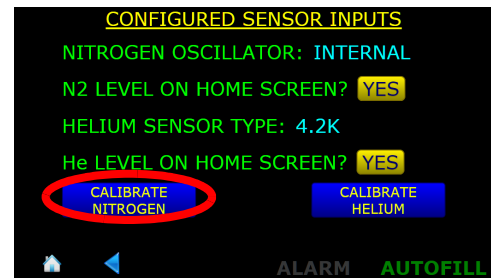 CONFIGURED SENSOR INPUTS
NITROGEN OSCILLATOR: INTERNAL
N2 LEVEL ON HOME SCREEN? YES
HELIUM SENSOR TYPE: 4.2K
He LEVEL ON HOME SCREEN? YES
CALIBRATE
NITROGEN
CALIBRATE
HELIUM
ALARM AUTOFILL